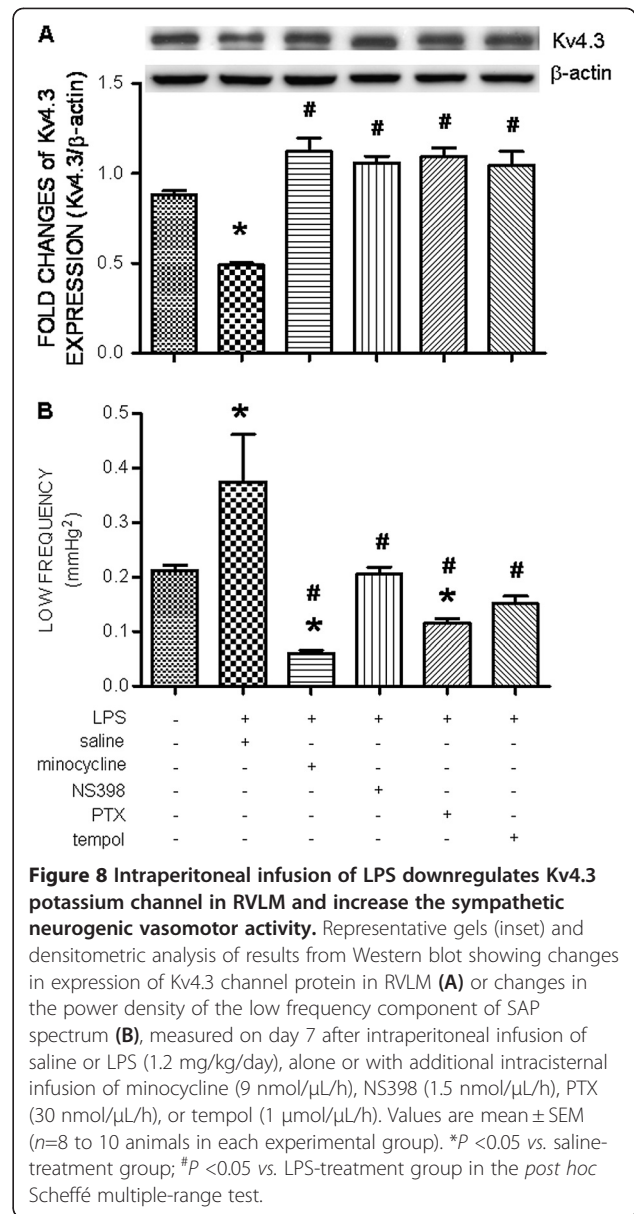 A
Kv4.3
β-actin
FOLD CHANGES of Kv4.3
EXPRESSION (Kv4.3/β-actin)
1.5
1.0
0.5
0.0
*
#
#
#
#
B
LOW FREQUENCY
(mmHg²)
0.5
0.4
0.3
0.2
0.1
0.0
*
#
*
#
#
*
#
LPS - + + + + +
saline - + - - - -
minocycline - - + - - -
NS398 - - - + - -
PTX - - - - + -
tempol - - - - - +
Figure 8 Intraperitoneal infusion of LPS downregulates Kv4.3
potassium channel in RVLM and increase the sympathetic
neurogenic vasomotor activity. Representative gels (inset) and
densitometric analysis of results from Western blot showing changes
in expression of Kv4.3 channel protein in RVLM (A) or changes in
the power density of the low frequency component of SAP
spectrum (B), measured on day 7 after intraperitoneal infusion of
saline or LPS (1.2 mg/kg/day), alone or with additional intracisternal
infusion of minocycline (9 nmol/μL/h), NS398 (1.5 nmol/μL/h), PTX
(30 nmol/μL/h), or tempol (1 μmol/μL/h). Values are mean ± SEM
(n=8 to 10 animals in each experimental group). *P <0.05 vs. saline-
treatment group; #P <0.05 vs. LPS-treatment group in the post hoc
Scheffé multiple-range test.